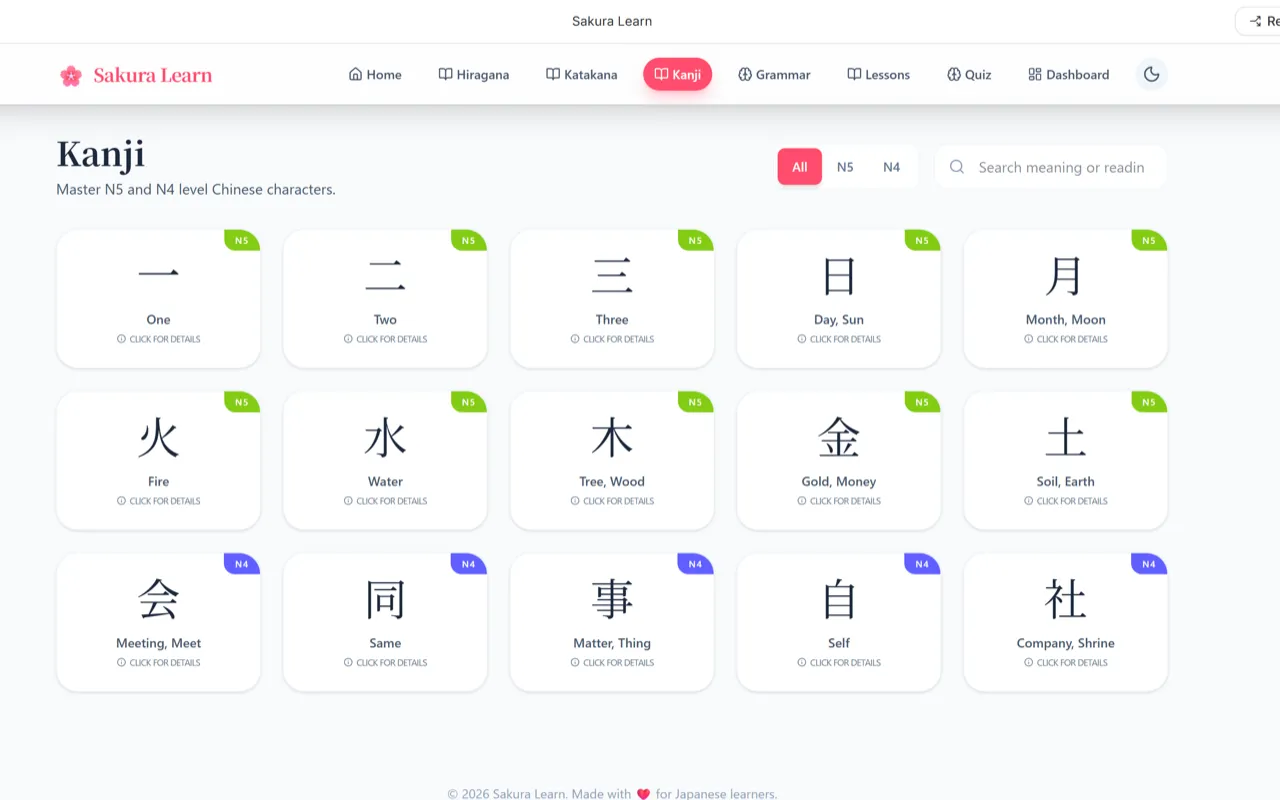 Sakura Learn
Re
Sakura Learn
Home
Hiragana
Katakana
Kanji
Grammar
Lessons
Quiz
Dashboard
Kanji
Master N5 and N4 level Chinese characters.
All
N5
N4
Search meaning or readin
N5
一
One
CLICK FOR DETAILS
N5
二
Two
CLICK FOR DETAILS
N5
三
Three
CLICK FOR DETAILS
N5
日
Day, Sun
CLICK FOR DETAILS
N5
月
Month, Moon
CLICK FOR DETAILS
N5
火
Fire
CLICK FOR DETAILS
N5
水
Water
CLICK FOR DETAILS
N5
木
Tree, Wood
CLICK FOR DETAILS
N5
金
Gold, Money
CLICK FOR DETAILS
N5
土
Soil, Earth
CLICK FOR DETAILS
N4
会
Meeting, Meet
CLICK FOR DETAILS
N4
同
Same
CLICK FOR DETAILS
N4
事
Matter, Thing
CLICK FOR DETAILS
N4
自
Self
CLICK FOR DETAILS
N4
社
Company, Shrine
CLICK FOR DETAILS
© 2026 Sakura Learn. Made with ❤️ for Japanese learners.